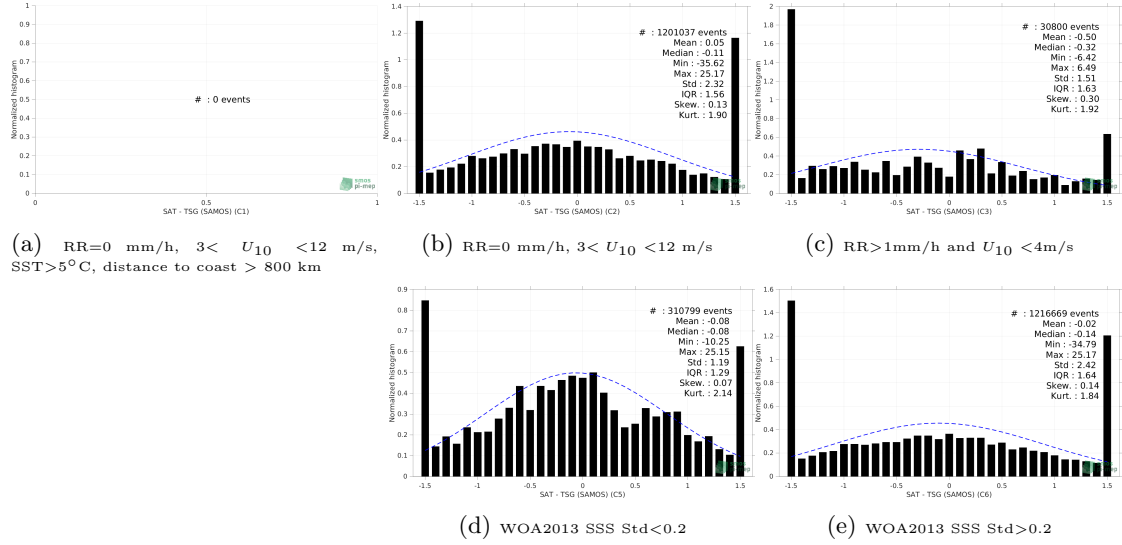 1
0.9
0.8
0.7
0.6
0.5
0.4
0.3
0.2
0.1
0
Normalized histogram
# : 0 events
0 0.5 1
SAT - TSG (SAMOS) (C1)
pi-mep
(a) RR=0 mm/h, 3< U10 <12 m/s,
SST>5°C, distance to coast > 800 km
1.4
1.2
1
0.8
0.6
0.4
0.2
0
Normalized histogram
# : 1201037 events
Mean : 0.05
Median : -0.11
Min : -35.62
Max : 25.17
Std : 2.32
IQR : 1.56
Skew. : 0.13
Kurt. : 1.90
-1.5 -1 -0.5 0 0.5 1 1.5
SAT - TSG (SAMOS) (C2)
(b) RR=0 mm/h, 3< U10 <12 m/s
2
1.8
1.6
1.4
1.2
1
0.8
0.6
0.4
0.2
0
Normalized histogram
# : 30800 events
Mean : -0.50
Median : -0.32
Min : -6.42
Max : 6.49
Std : 1.51
IQR : 1.63
Skew. : 0.30
Kurt. : 1.92
-1.5 -1 -0.5 0 0.5 1 1.5
SAT - TSG (SAMOS) (C3)
(c) RR>1mm/h and U10 <4m/s
0.9
0.8
0.7
0.6
0.5
0.4
0.3
0.2
0.1
0
Normalized histogram
# : 310799 events
Mean : -0.08
Median : -0.08
Min : -10.25
Max : 25.15
Std : 1.19
IQR : 1.29
Skew. : 0.07
Kurt. : 2.14
-1.5 -1 -0.5 0 0.5 1 1.5
SAT - TSG (SAMOS) (C5)
(d) WOA2013 SSS Std<0.2
1.6
1.4
1.2
1
0.8
0.6
0.4
0.2
0
Normalized histogram
# : 1216669 events
Mean : -0.02
Median : -0.14
Min : -34.79
Max : 25.17
Std : 2.42
IQR : 1.64
Skew. : 0.14
Kurt. : 1.84
-1.5 -1 -0.5 0 0.5 1 1.5
SAT - TSG (SAMOS) (C6)
(e) WOA2013 SSS Std>0.2